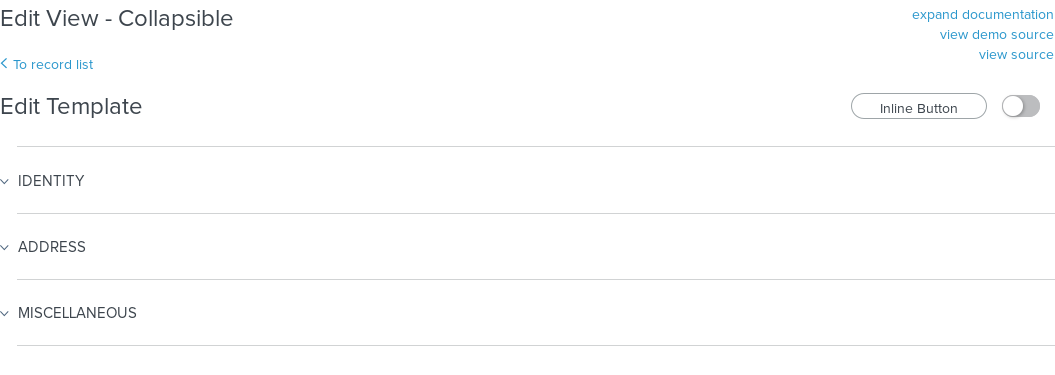 Edit View - Collapsible
expand documentation
view demo source
view source
To record list
Edit Template
Inline Button
IDENTITY
ADDRESS
MISCELLANEOUS